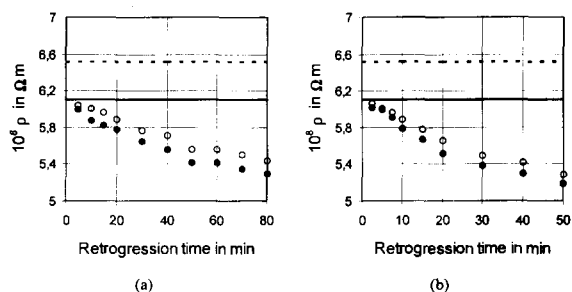 7
6,6
6,2
5,8
5,4
5
10⁸ ρ in Ω m
0 20 40 60 80
Retrogression time in min
(a)
7
6,6
6,2
5,8
5,4
5
10⁸ ρ in Ω m
0 10 20 30 40 50
Retrogression time in min
(b)